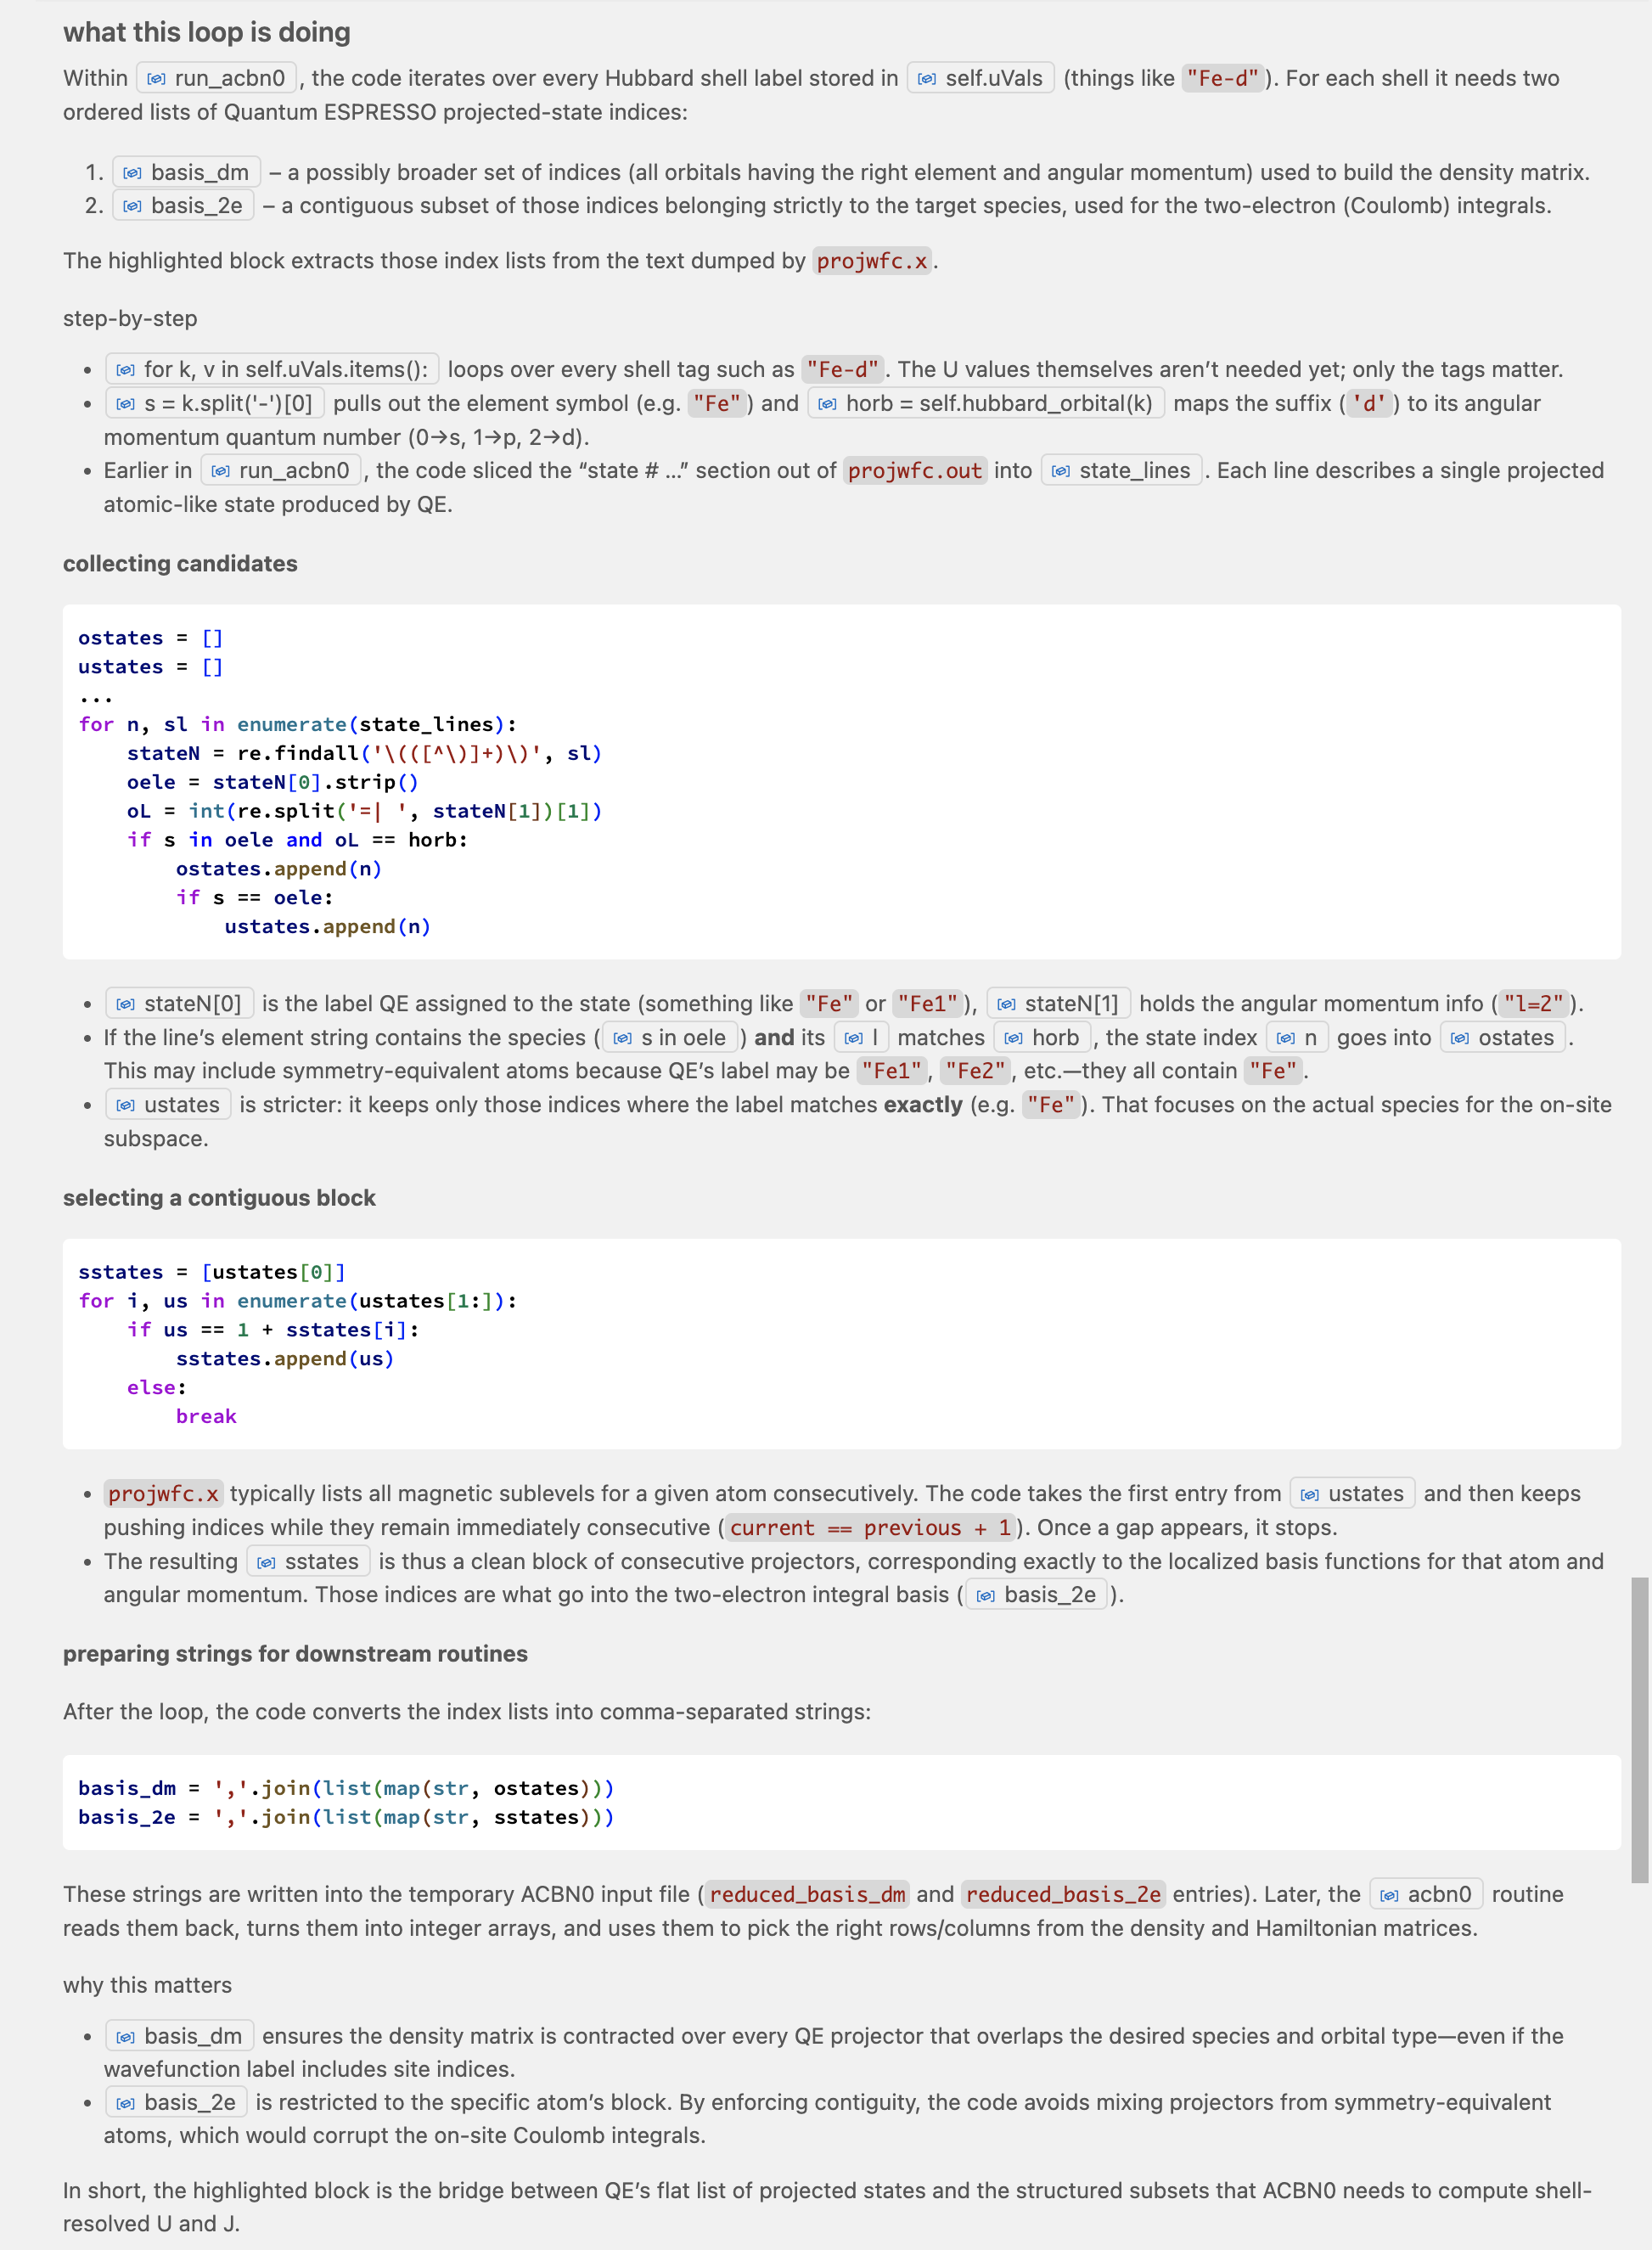 what this loop is doing
Within run_acbn0 , the code iterates over every Hubbard shell label stored in self.uVals (things like "Fe-d"). For each shell it needs two
ordered lists of Quantum ESPRESSO projected-state indices:
1. basis_dm – a possibly broader set of indices (all orbitals having the right element and angular momentum) used to build the density matrix.
2. basis_2e – a contiguous subset of those indices belonging strictly to the target species, used for the two-electron (Coulomb) integrals.
The highlighted block extracts those index lists from the text dumped by projwfc.x.
step-by-step
• for k, v in self.uVals.items(): loops over every shell tag such as "Fe-d". The U values themselves aren’t needed yet; only the tags matter.
• s = k.split('-')[0] pulls out the element symbol (e.g. "Fe") and horb = self.hubbard_orbital(k) maps the suffix ('d') to its angular
momentum quantum number (0→s, 1→p, 2→d).
• Earlier in run_acbn0 , the code sliced the “state # …” section out of projwfc.out into state_lines . Each line describes a single projected
atomic-like state produced by QE.
collecting candidates
ostates = []
ustates = []
...
for n, sl in enumerate(state_lines):
    stateN = re.findall('\(([^\)]+)\)', sl)
    oele = stateN[0].strip()
    oL = int(re.split('=| ', stateN[1])[1])
    if s in oele and oL == horb:
        ostates.append(n)
        if s == oele:
            ustates.append(n)
• stateN[0] is the label QE assigned to the state (something like "Fe" or "Fe1"), stateN[1] holds the angular momentum info ("l=2").
• If the line’s element string contains the species ( s in oele ) and its l matches horb , the state index n goes into ostates .
This may include symmetry-equivalent atoms because QE’s label may be "Fe1", "Fe2", etc.—they all contain "Fe".
• ustates is stricter: it keeps only those indices where the label matches exactly (e.g. "Fe"). That focuses on the actual species for the on-site
subspace.
selecting a contiguous block
sstates = [ustates[0]]
for i, us in enumerate(ustates[1:]):
    if us == 1 + sstates[i]:
        sstates.append(us)
    else:
        break
• projwfc.x typically lists all magnetic sublevels for a given atom consecutively. The code takes the first entry from ustates and then keeps
pushing indices while they remain immediately consecutive (current == previous + 1). Once a gap appears, it stops.
• The resulting sstates is thus a clean block of consecutive projectors, corresponding exactly to the localized basis functions for that atom and
angular momentum. Those indices are what go into the two-electron integral basis ( basis_2e ).
preparing strings for downstream routines
After the loop, the code converts the index lists into comma-separated strings:
basis_dm = ','.join(list(map(str, ostates)))
basis_2e = ','.join(list(map(str, sstates)))
These strings are written into the temporary ACBN0 input file (reduced_basis_dm and reduced_basis_2e entries). Later, the acbn0 routine
reads them back, turns them into integer arrays, and uses them to pick the right rows/columns from the density and Hamiltonian matrices.
why this matters
• basis_dm ensures the density matrix is contracted over every QE projector that overlaps the desired species and orbital type—even if the
wavefunction label includes site indices.
• basis_2e is restricted to the specific atom’s block. By enforcing contiguity, the code avoids mixing projectors from symmetry-equivalent
atoms, which would corrupt the on-site Coulomb integrals.
In short, the highlighted block is the bridge between QE’s flat list of projected states and the structured subsets that ACBN0 needs to compute shell-
resolved U and J.